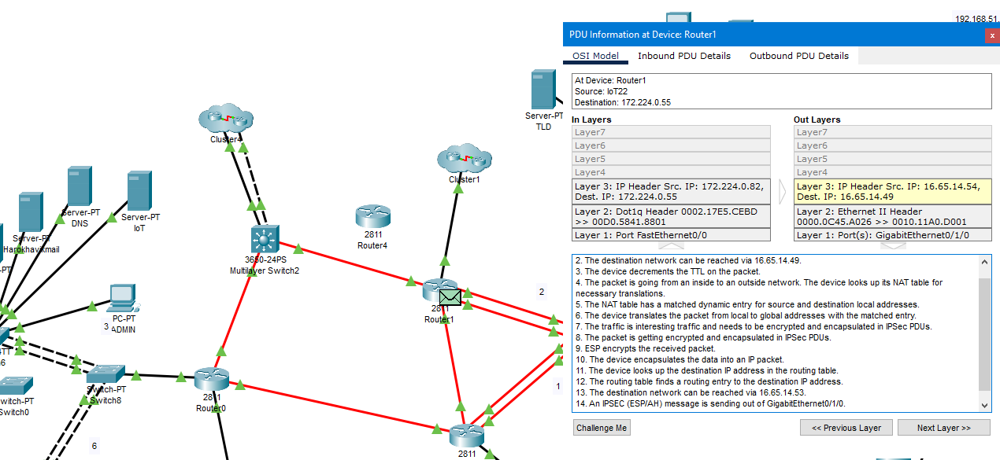 192.168.51.
PDU Information at Device: Router1
x
OSI Model
Inbound PDU Details
Outbound PDU Details
At Device: Router1
Source: IoT22
Destination: 172.224.0.55
In Layers
Layer7
Layer6
Layer5
Layer4
Layer 3: IP Header Src. IP: 172.224.0.82,
Dest. IP: 172.224.0.55
Layer 2: Dot1q Header 0002.17E5.CEBD
>> 00D0.5841.8801
Layer 1: Port FastEthernet0/0
Out Layers
Layer7
Layer6
Layer5
Layer4
Layer 3: IP Header Src. IP: 16.65.14.54,
Dest. IP: 16.65.14.49
Layer 2: Ethernet II Header
0000.0C45.A026 >> 0010.11A0.D001
Layer 1: Port(s): GigabitEthernet0/1/0
2. The destination network can be reached via 16.65.14.49.
3. The device decrements the TTL on the packet.
4. The packet is going from an inside to an outside network. The device looks up its NAT table for
necessary translations.
5. The NAT table has a matched dynamic entry for source and destination local addresses.
6. The device translates the packet from local to global addresses with the matched entry.
7. The traffic is interesting traffic and needs to be encrypted and encapsulated in IPSec PDUs.
8. The packet is getting encrypted and encapsulated in IPSec PDUs.
9. ESP encrypts the received packet.
10. The device encapsulates the data into an IP packet.
11. The device looks up the destination IP address in the routing table.
12. The routing table finds a routing entry to the destination IP address.
13. The destination network can be reached via 16.65.14.53.
14. An IPSEC (ESP/AH) message is sending out of GigabitEthernet0/1/0.
Challenge Me
<< Previous Layer
Next Layer >>
Server-PT
TLD
Cluster4
Cluster1
Server-PT
DNS
Server-PT
IoT
Server-PT
Harokhavikmail
-PT
2811
Router4
3650-24PS
Multilayer Switch2
2811
Router1
2
PC-PT
ADMIN
3
4TT
6
Switch-PT
Switch8
witch-PT
Switch0
2811
Router0
1
2811
6